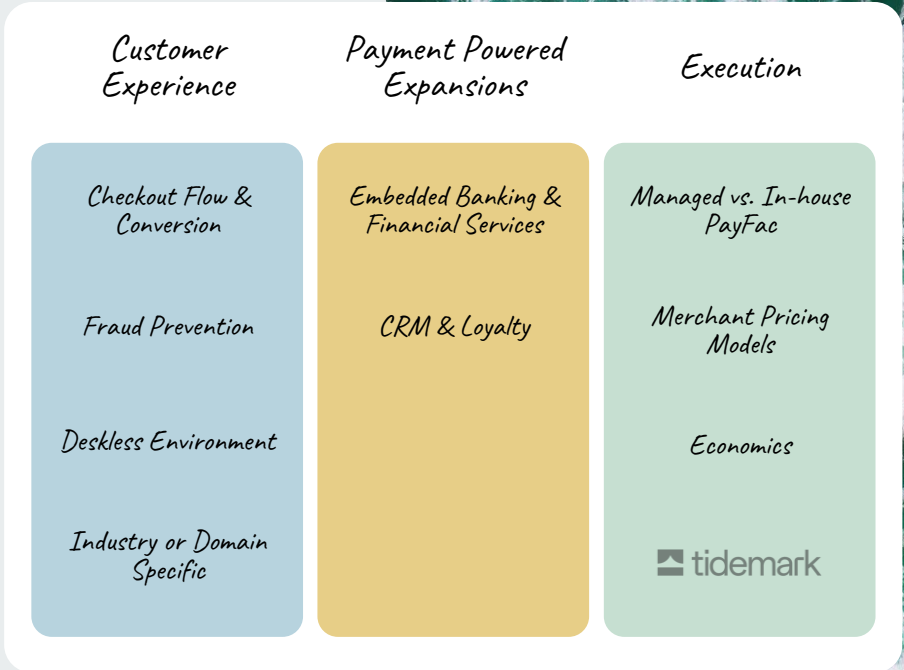 Customer
Experience
Payment Powered
Expansions
Execution
Checkout Flow &
Conversion
Fraud Prevention
Deskless Environment
Industry or Domain
Specific
Embedded Banking &
Financial Services
CRM & Loyalty
Managed vs. In-house
PayFac
Merchant Pricing
Models
Economics
tidemark